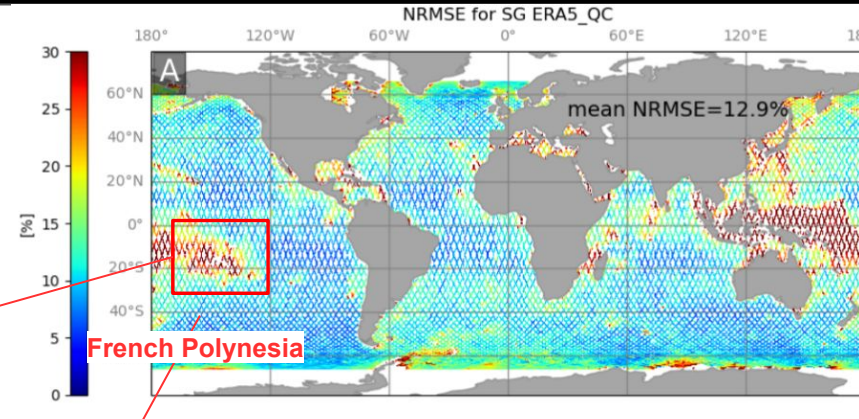 NRMSE for SG ERA5_QC
180° 120°W 60°W 0° 60°E 120°E 18
A
mean NRMSE=12.9%
30
25
20
15
10
5
0
[%]
60°N
40°N
20°N
0°
20°S
40°S
French Polynesia